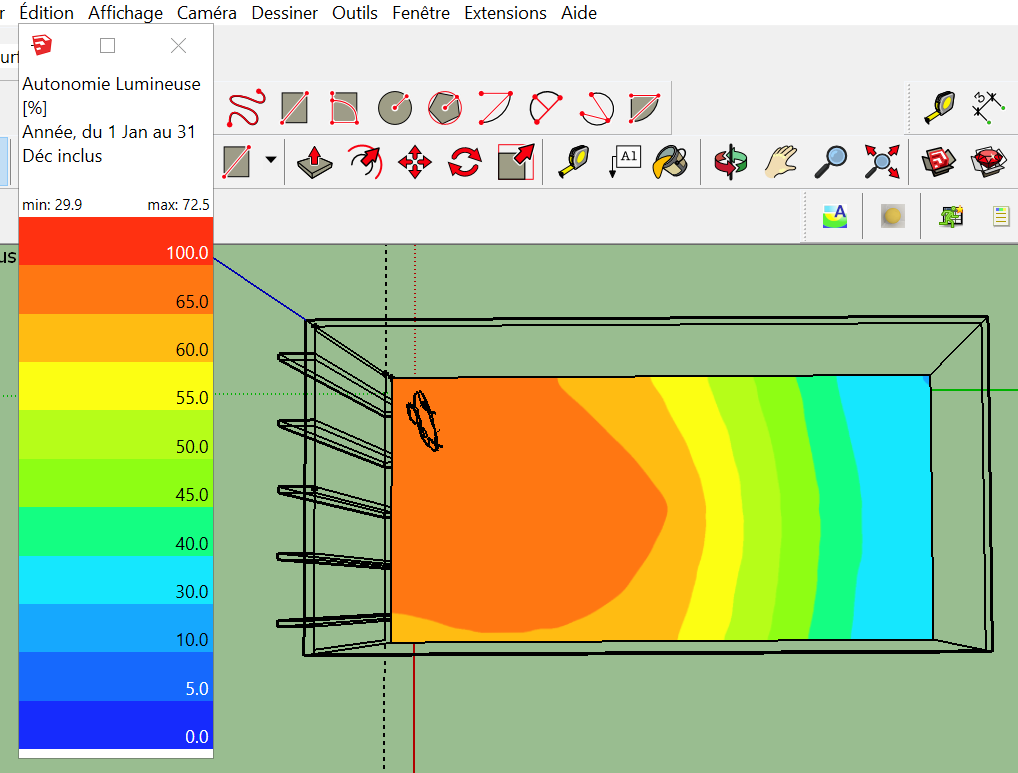 r Édition Affichage Caméra Dessiner Outils Fenêtre Extensions Aide
urf
Autonomie Lumineuse
[%]
Année, du 1 Jan au 31
Déc inclus
A1
A
min: 29.9 max: 72.5
us
100.0
65.0
60.0
55.0
50.0
45.0
40.0
30.0
10.0
5.0
0.0